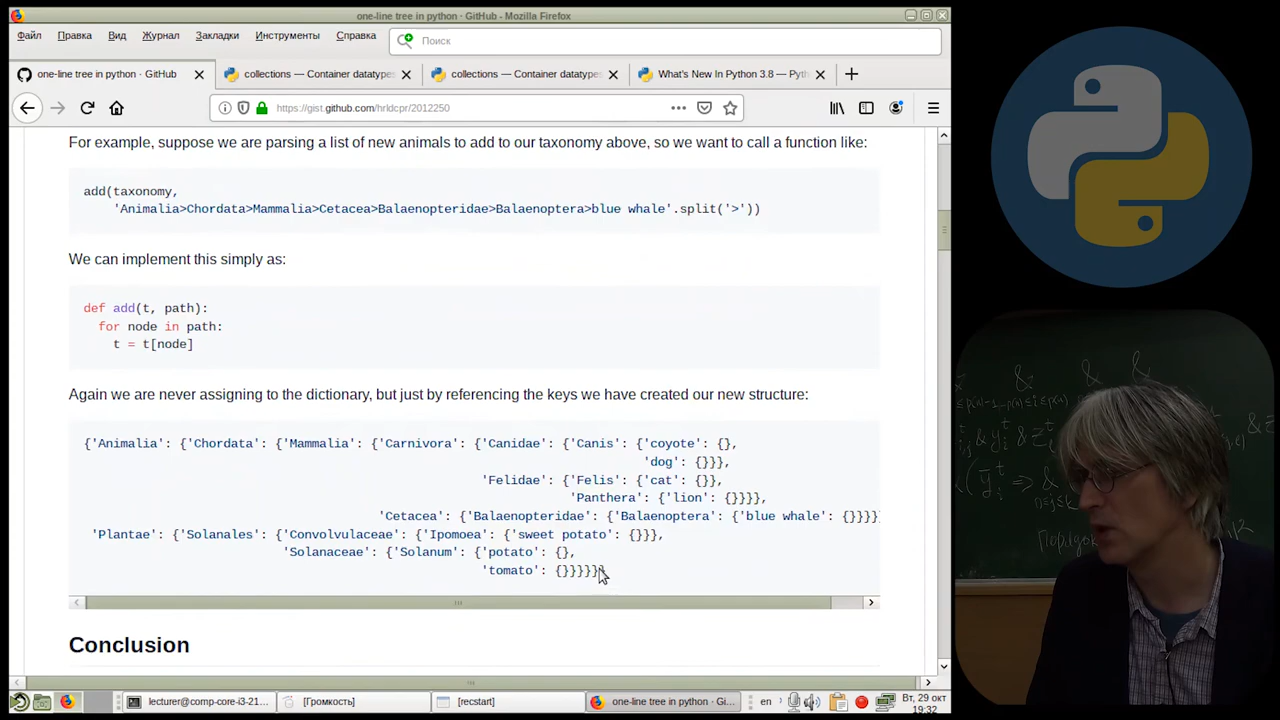 one-line tree in python · GitHub - Mozilla Firefox
Файл Правка Вид Журнал Закладки Инструменты Справка
Поиск
one-line tree in python · GitHub
collections — Container datatypes
collections — Container datatypes
What's New In Python 3.8 — Pyth
https://gist.github.com/hrldcpr/2012250
For example, suppose we are parsing a list of new animals to add to our taxonomy above, so we want to call a function like:
add(taxonomy,
'Animalia>Chordata>Mammalia>Cetacea>Balaenopteridae>Balaenoptera>blue whale'.split('>'))
We can implement this simply as:
def add(t, path):
for node in path:
t = t[node]
Again we are never assigning to the dictionary, but just by referencing the keys we have created our new structure:
{'Animalia': {'Chordata': {'Mammalia': {'Carnivora': {'Canidae': {'Canis': {'coyote': {},
'dog': {}}},
'Felidae': {'Felis': {'cat': {}},
'Panthera': {'lion': {}}}},
'Cetacea': {'Balaenopteridae': {'Balaenoptera': {'blue whale': {}}}}
'Plantae': {'Solanales': {'Convolvulaceae': {'Ipomoea': {'sweet potato': {}}},
'Solanaceae': {'Solanum': {'potato': {},
'tomato': {}}}}}}
Conclusion
lecturer@comp-core-i3-21...
[Громкость]
[recstart]
one-line tree in python · Gi...
en
Вт, 29 окт
19:32